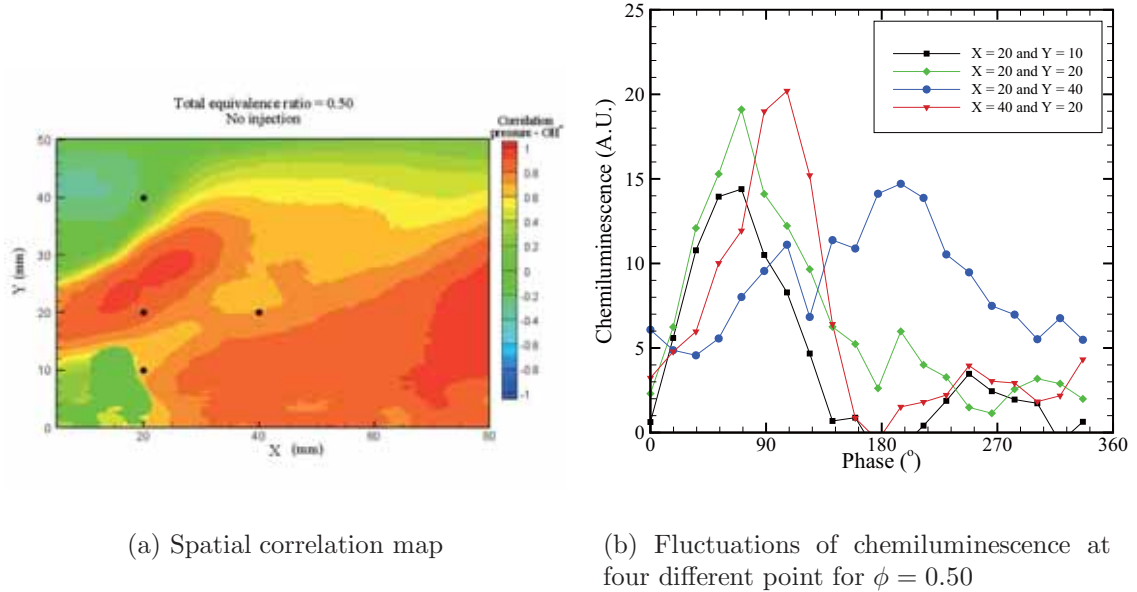 Total equivalence ratio = 0.50
No injection
Correlation
pressure - OH*
1
0.8
0.6
0.4
0.2
0
-0.2
-0.4
-0.6
-0.8
-1
50
40
30
20
10
0
Y (mm)
20
40
60
80
X (mm)
(a) Spatial correlation map
25
20
15
10
5
0
Chemiluminescence (A.U.)
X = 20 and Y = 10
X = 20 and Y = 20
X = 20 and Y = 40
X = 40 and Y = 20
0
90
180
270
360
Phase (°)
(b) Fluctuations of chemiluminescence at
four different point for ϕ = 0.50